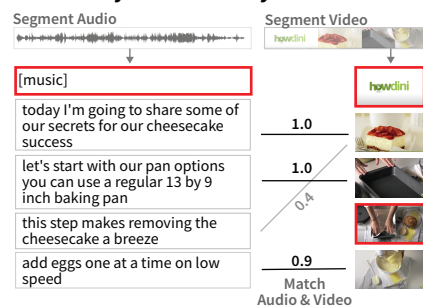 Segment Audio
Segment Video
howdini
[music]
howdini
today I'm going to share some of
our secrets for our cheesecake
success
1.0
let's start with our pan options
you can use a regular 13 by 9
inch baking pan
1.0
0.4
this step makes removing the
cheesecake a breeze
add eggs one at a time on low
speed
0.9
Match
Audio & Video